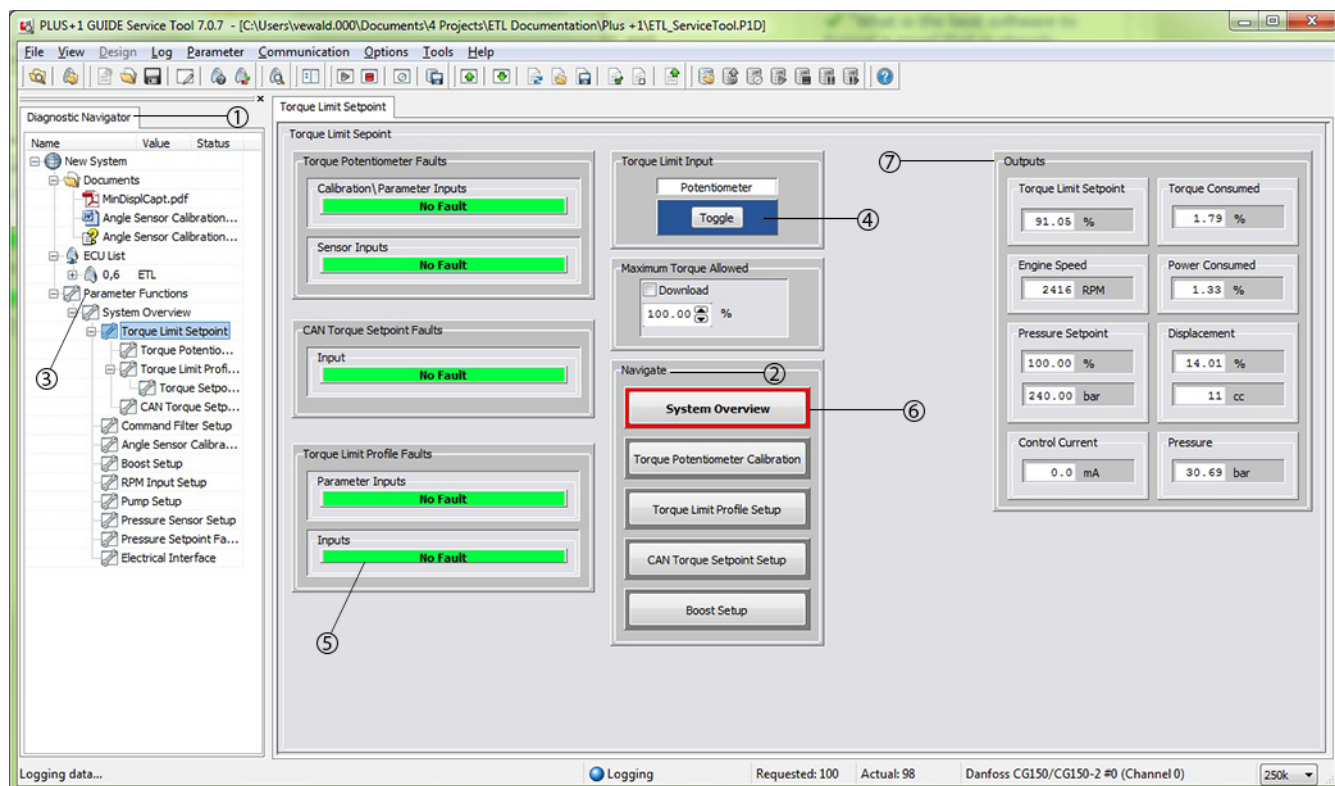 PLUS+1 GUIDE Service Tool 7.0.7 - [C:\Users\vewald.000\Documents\4 Projects\ETL Documentation\Plus +1\ETL_ServiceTool.P1D]
File View Design Log Parameter Communication Options Tools Help
Diagnostic Navigator
①
Name Value Status
New System
Documents
MinDisplCapt.pdf
Angle Sensor Calibration...
Angle Sensor Calibration...
ECU List
0,6 ETL
Parameter Functions
System Overview
Torque Limit Setpoint
Torque Potentio...
Torque Limit Profi...
Torque Setpo...
CAN Torque Setp...
③
Command Filter Setup
Angle Sensor Calibra...
Boost Setup
RPM Input Setup
Pump Setup
Pressure Sensor Setup
Pressure Setpoint Fa...
Electrical Interface
Torque Limit Setpoint
Torque Limit Sepoint
Torque Potentiometer Faults
Calibration\Parameter Inputs
No Fault
Sensor Inputs
No Fault
CAN Torque Setpoint Faults
Input
No Fault
Torque Limit Profile Faults
Parameter Inputs
No Fault
Inputs
No Fault
⑤
Torque Limit Input
Potentiometer
Toggle
④
Maximum Torque Allowed
Download
100.00 %
Navigate
②
System Overview
⑥
Torque Potentiometer Calibration
Torque Limit Profile Setup
CAN Torque Setpoint Setup
Boost Setup
⑦
Outputs
Torque Limit Setpoint
91.05 %
Torque Consumed
1.79 %
Engine Speed
2416 RPM
Power Consumed
1.33 %
Pressure Setpoint
100.00 %
240.00 bar
Displacement
14.01 %
11 cc
Control Current
0.0 mA
Pressure
30.69 bar
Logging data...
Logging
Requested: 100
Actual: 98
Danfoss CG150/CG150-2 #0 (Channel 0)
250k